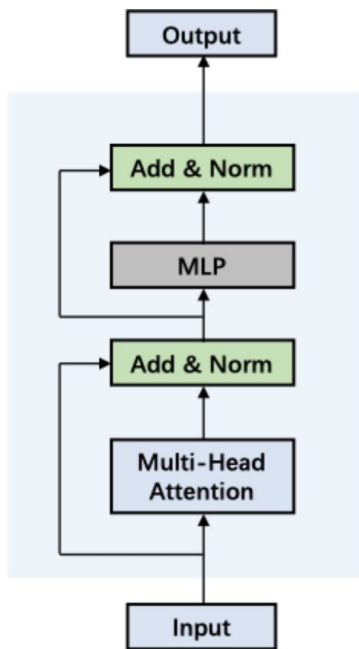 Output
Add & Norm
MLP
Add & Norm
Multi-Head
Attention
Input